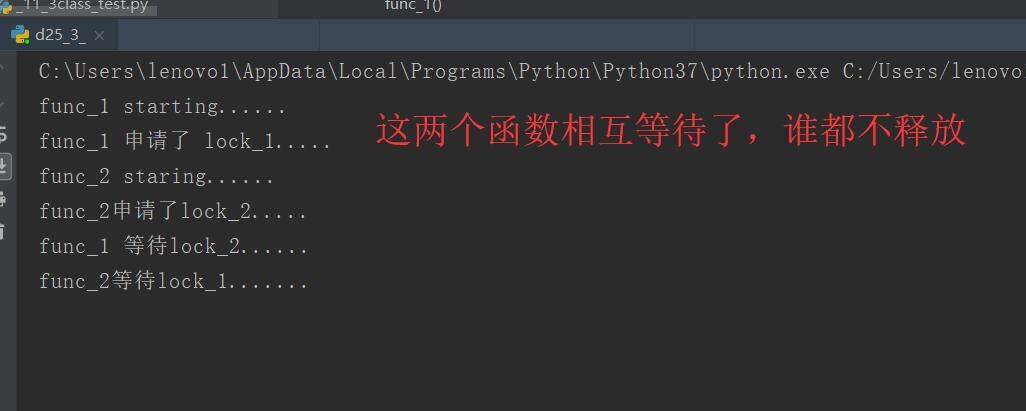 _11_3class_test.py
func_1()
d25_3_
C:\Users\lenovo1\AppData\Local\Programs\Python\Python37\python.exe C:/Users/lenovo1
func_1 starting......
这两个函数相互等待了，谁都不释放
func_1 申请了 lock_1.....
func_2 staring......
func_2申请了lock_2.....
func_1 等待lock_2......
func_2等待lock_1.......